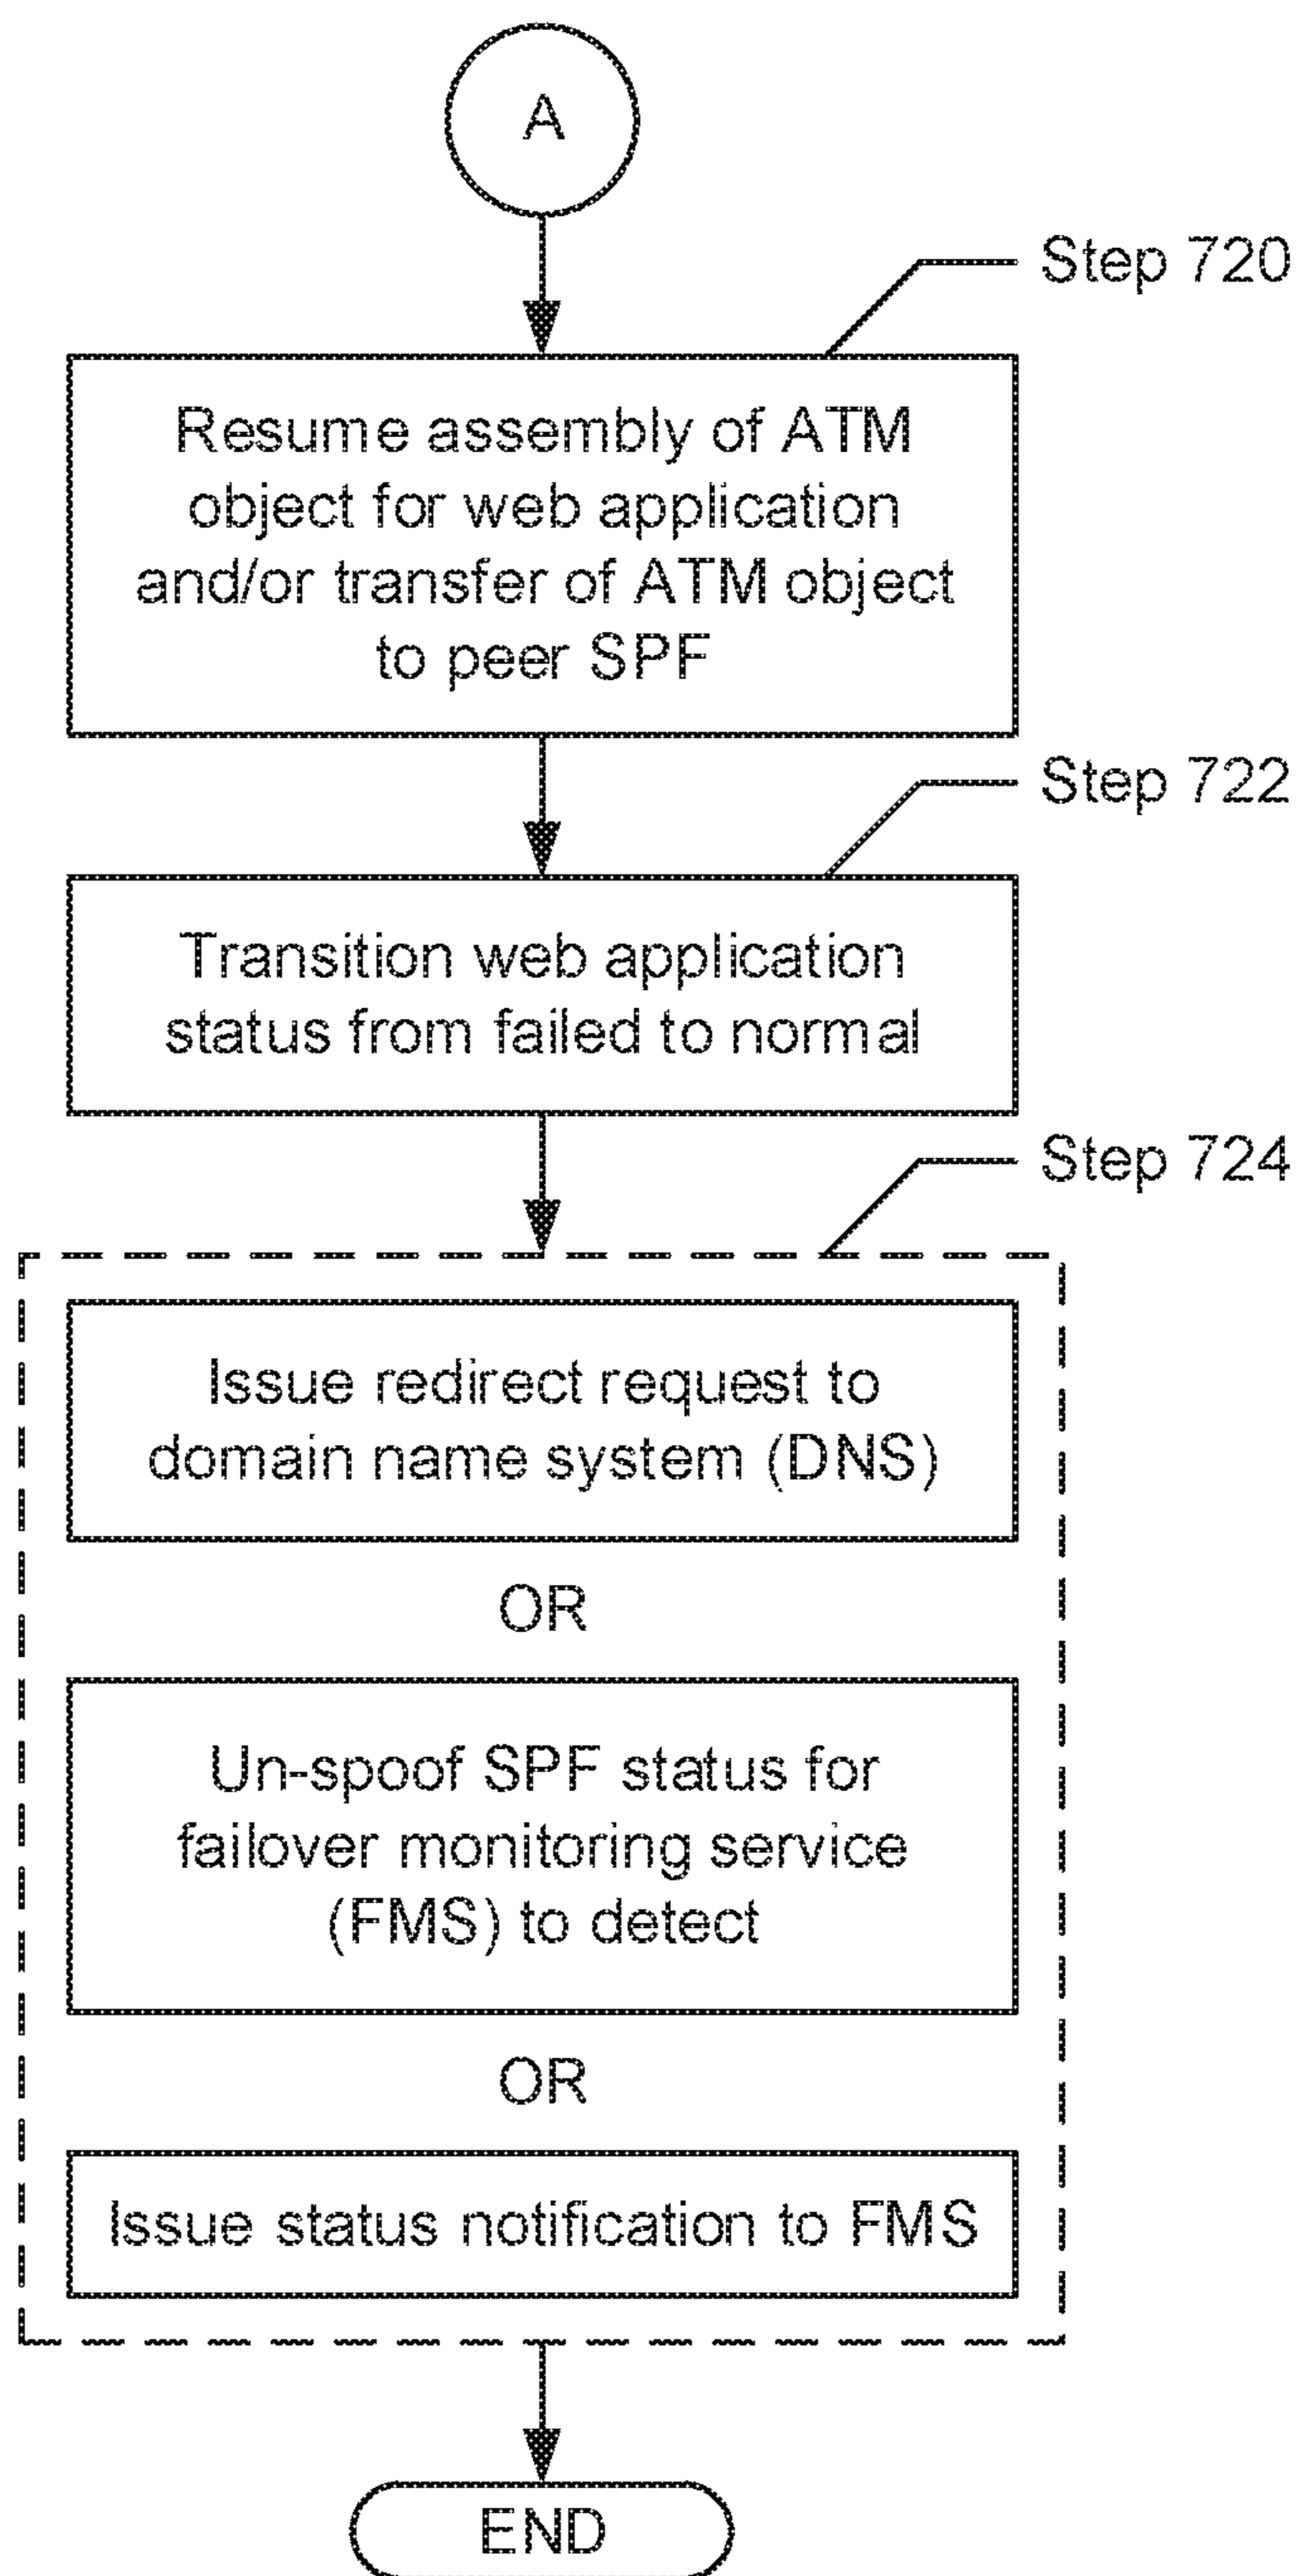 A
Step 720
Resume assembly of ATM
object for web application
and/or transfer of ATM object
to peer SPF
Step 722
Transition web application
status from failed to normal
Step 724
Issue redirect request to
domain name system (DNS)
OR
Un-spoof SPF status for
failover monitoring service
(FMS) to detect
OR
Issue status notification to FMS
END